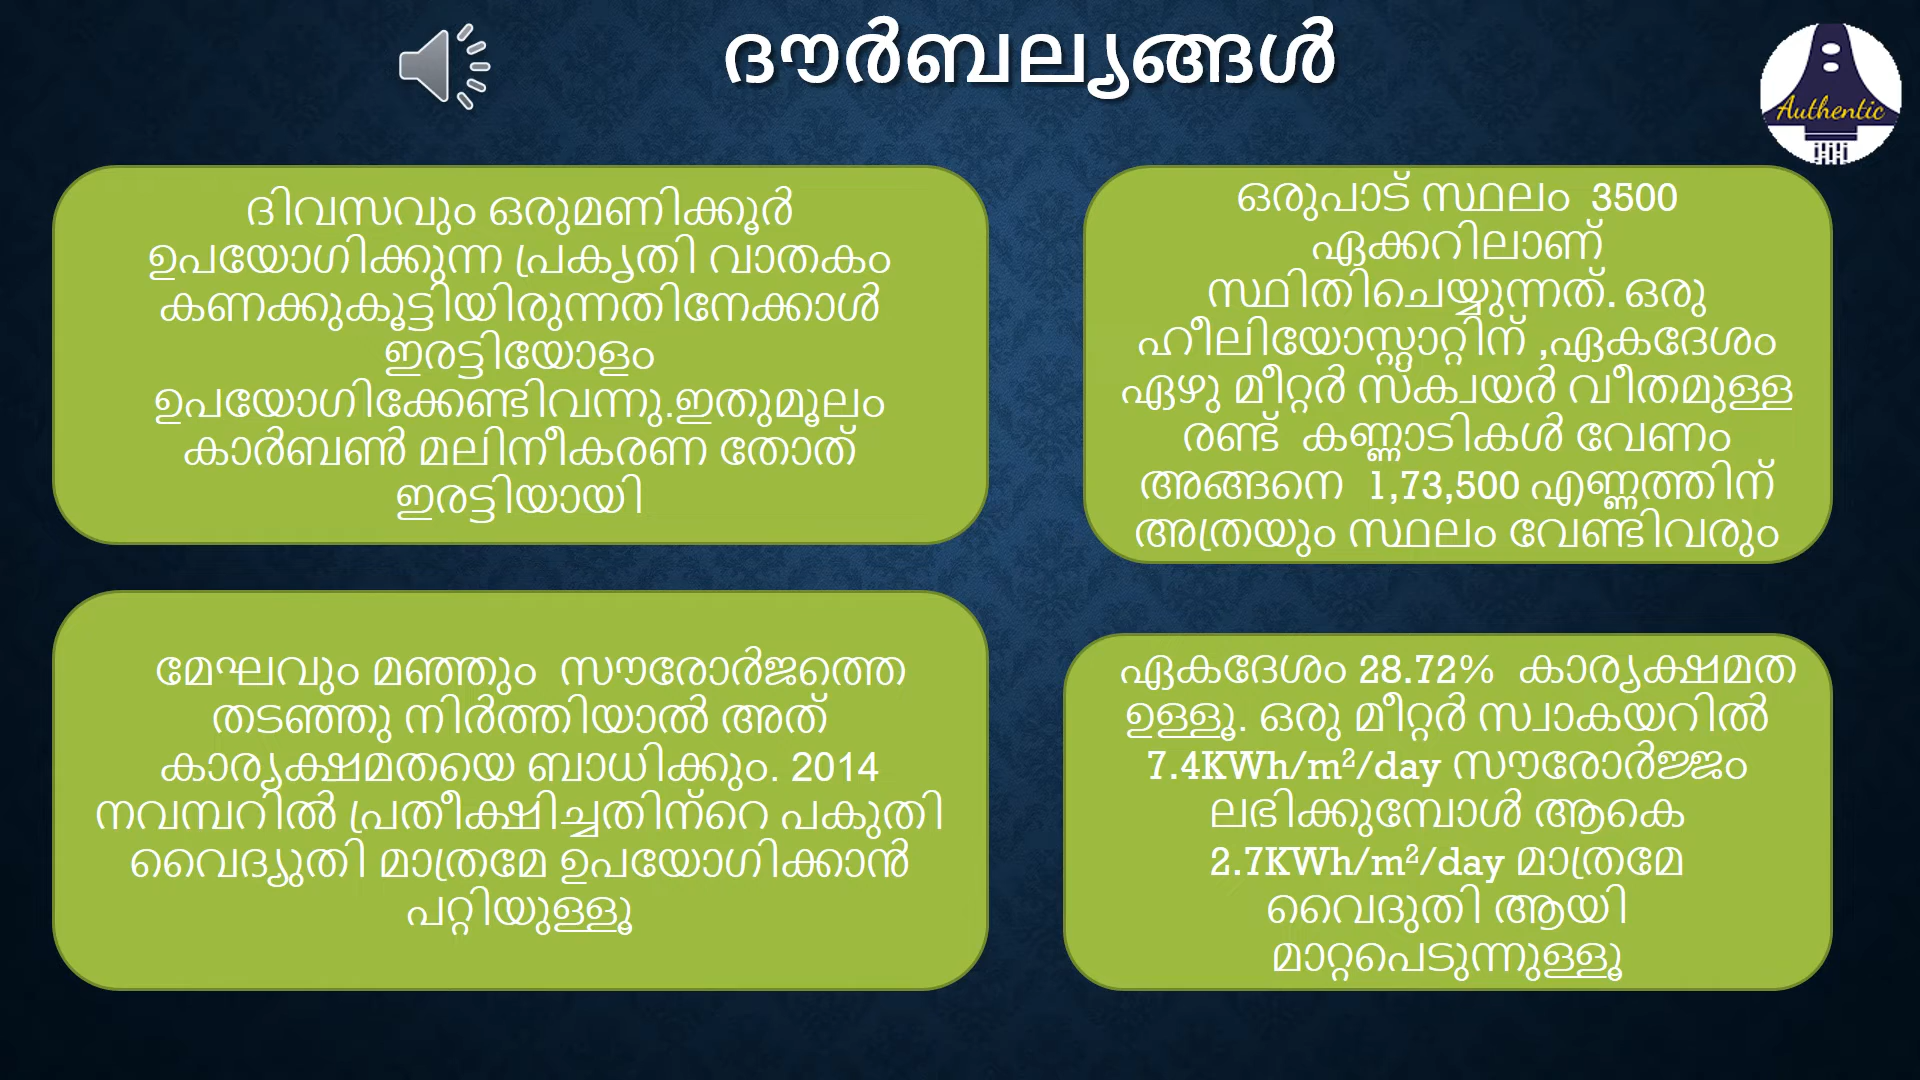 ദൗർബല്യങ്ങൾ
Authentic
ദിവസവും ഒരുമണിക്കൂർ
ഉപയോഗിക്കുന്ന പ്രകൃതി വാതകം
കണക്കുകൂട്ടിയിരുന്നതിനേക്കാൾ
ഇരട്ടിയോളം
ഉപയോഗിക്കേണ്ടിവന്നു.ഇതുമൂലം
കാർബൺ മലിനീകരണ തോത്
ഇരട്ടിയായി
ഒരുപാട് സ്ഥലം 3500
ഏക്കറിലാണ്
സ്ഥിതിചെയ്യുന്നത്. ഒരു
ഹീലിയോസ്റ്റാറ്റിന് ,ഏകദേശം
ഏഴു മീറ്റർ സ്ക്വയർ വീതമുള്ള
രണ്ട് കണ്ണാടികൾ വേണം
അങ്ങനെ 1,73,500 എണ്ണത്തിന്
അത്രയും സ്ഥലം വേണ്ടിവരും
മേഘവും മഞ്ഞും സൗരോർജത്തെ
തടഞ്ഞു നിർത്തിയാൽ അത്
കാര്യക്ഷമതയെ ബാധിക്കും. 2014
നവമ്പറിൽ പ്രതീക്ഷിച്ചതിന്റെ പകുതി
വൈദ്യുതി മാത്രമേ ഉപയോഗിക്കാൻ
പറ്റിയുള്ളൂ
ഏകദേശം 28.72% കാര്യക്ഷമത
ഉള്ളൂ. ഒരു മീറ്റർ സ്വാകയറിൽ
7.4KWh/m²/day സൗരോർജ്ജം
ലഭിക്കുമ്പോൾ ആകെ
2.7KWh/m²/day മാത്രമേ
വൈദുതി ആയി
മാറ്റപെടുന്നുള്ളൂ